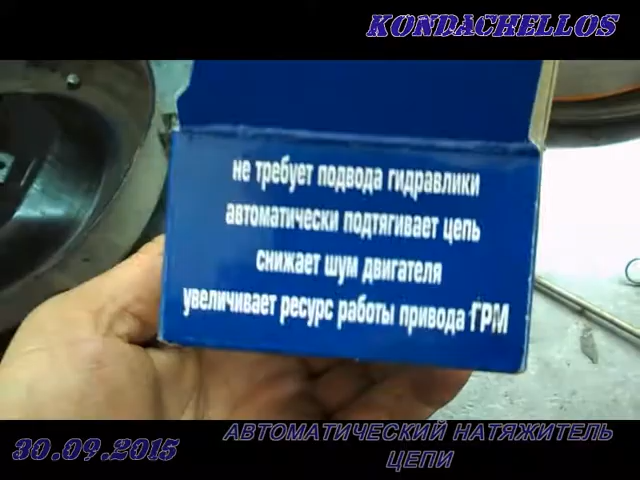 KONDACHELLOS
не требует подвода гидравлики
автоматически подтягивает цепь
снижает шум двигателя
увеличивает ресурс работы привода ГРМ
30.09.2015
АВТОМАТИЧЕСКИЙ НАТЯЖИТЕЛЬ
ЦЕПИ